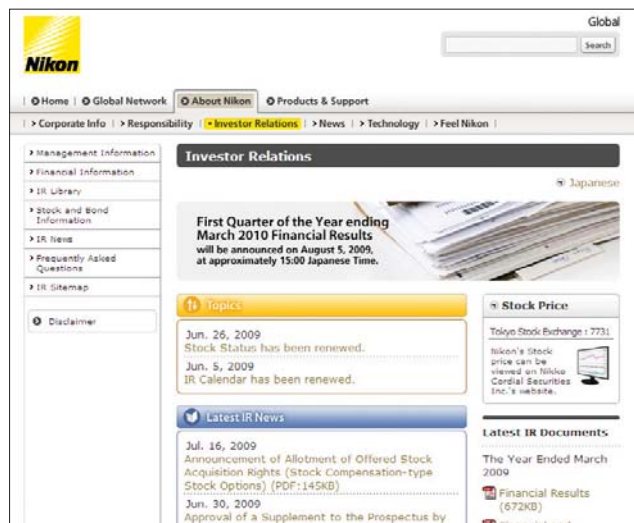 Global
Nikon
Search
Home | Global Network About Nikon Products & Support
> Corporate Info | > Responsibility | • Investor Relations | > News | > Technology | > Feel Nikon |
> Management Information
> Financial Information
> IR Library
> Stock and Bond
Information
> IR News
> Frequently Asked
Questions
> IR Sitemap
Disclaimer
Investor Relations
Japanese
First Quarter of the Year ending
March 2010 Financial Results
will be announced on August 5, 2009,
at approximately 15:00 Japanese Time.
Topics
Jun. 26, 2009
Stock Status has been renewed.
Jun. 5, 2009
IR Calendar has been renewed.
Latest IR News
Jul. 16, 2009
Announcement of Allotment of Offered Stock
Acquisition Rights (Stock Compensation-type
Stock Options) (PDF:145KB)
Jun. 30, 2009
Approval of a Supplement to the Prospectus by
Stock Price
Tokyo Stock Exchange : 7731
Nikon's Stock
price can be
viewed on Nikko
Cordial Securities
Inc.'s website.
Latest IR Documents
The Year Ended March
2009
Financial Results
(672KB)